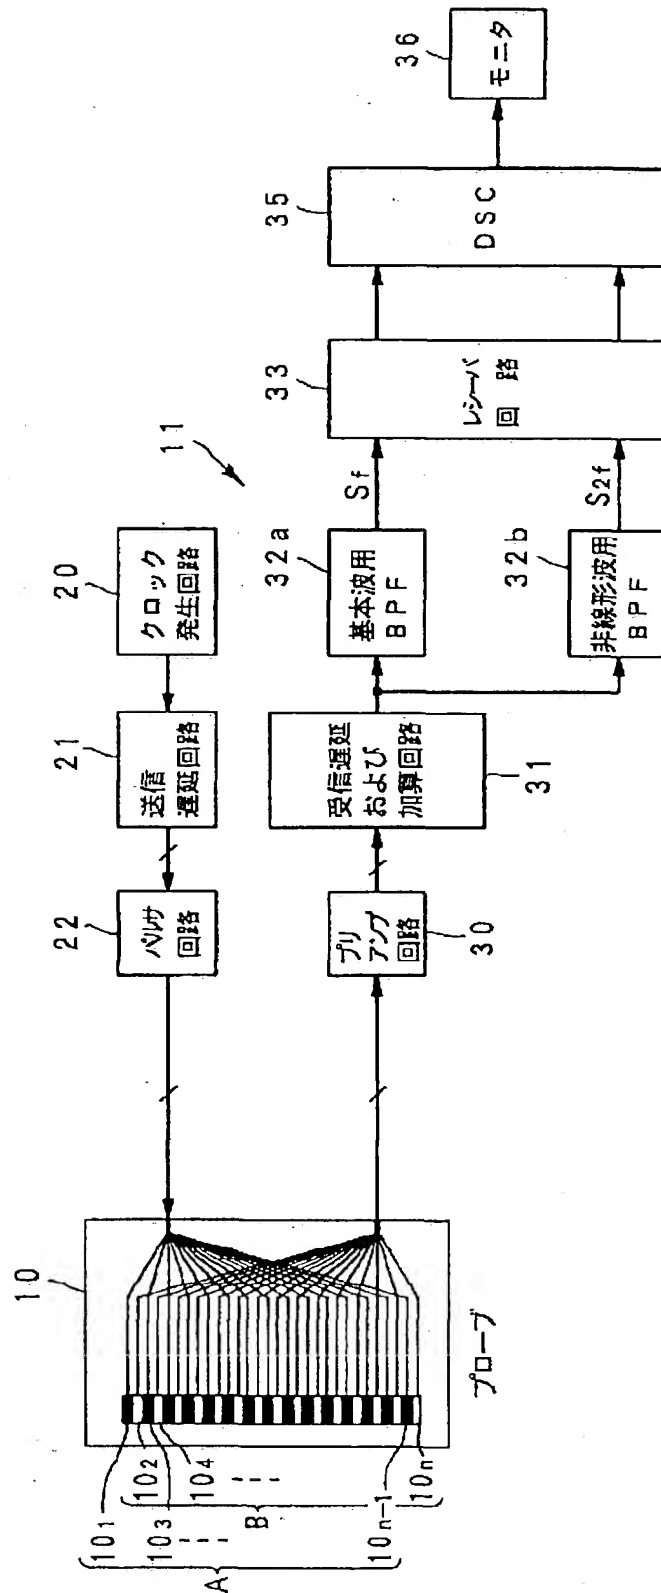 10
プローブ
101
102
103
104
10n-1
10n
A
B
11
20
クロック
発生回路
21
送信
遅延回路
22
パルサ
回路
30
プリ
アンプ
回路
31
受信遅延
および
加算回路
32a
基本波用
BPF
Sf
32b
非線形波用
BPF
S2f
33
レシーバ
回路
35
DSC
36
モニタ